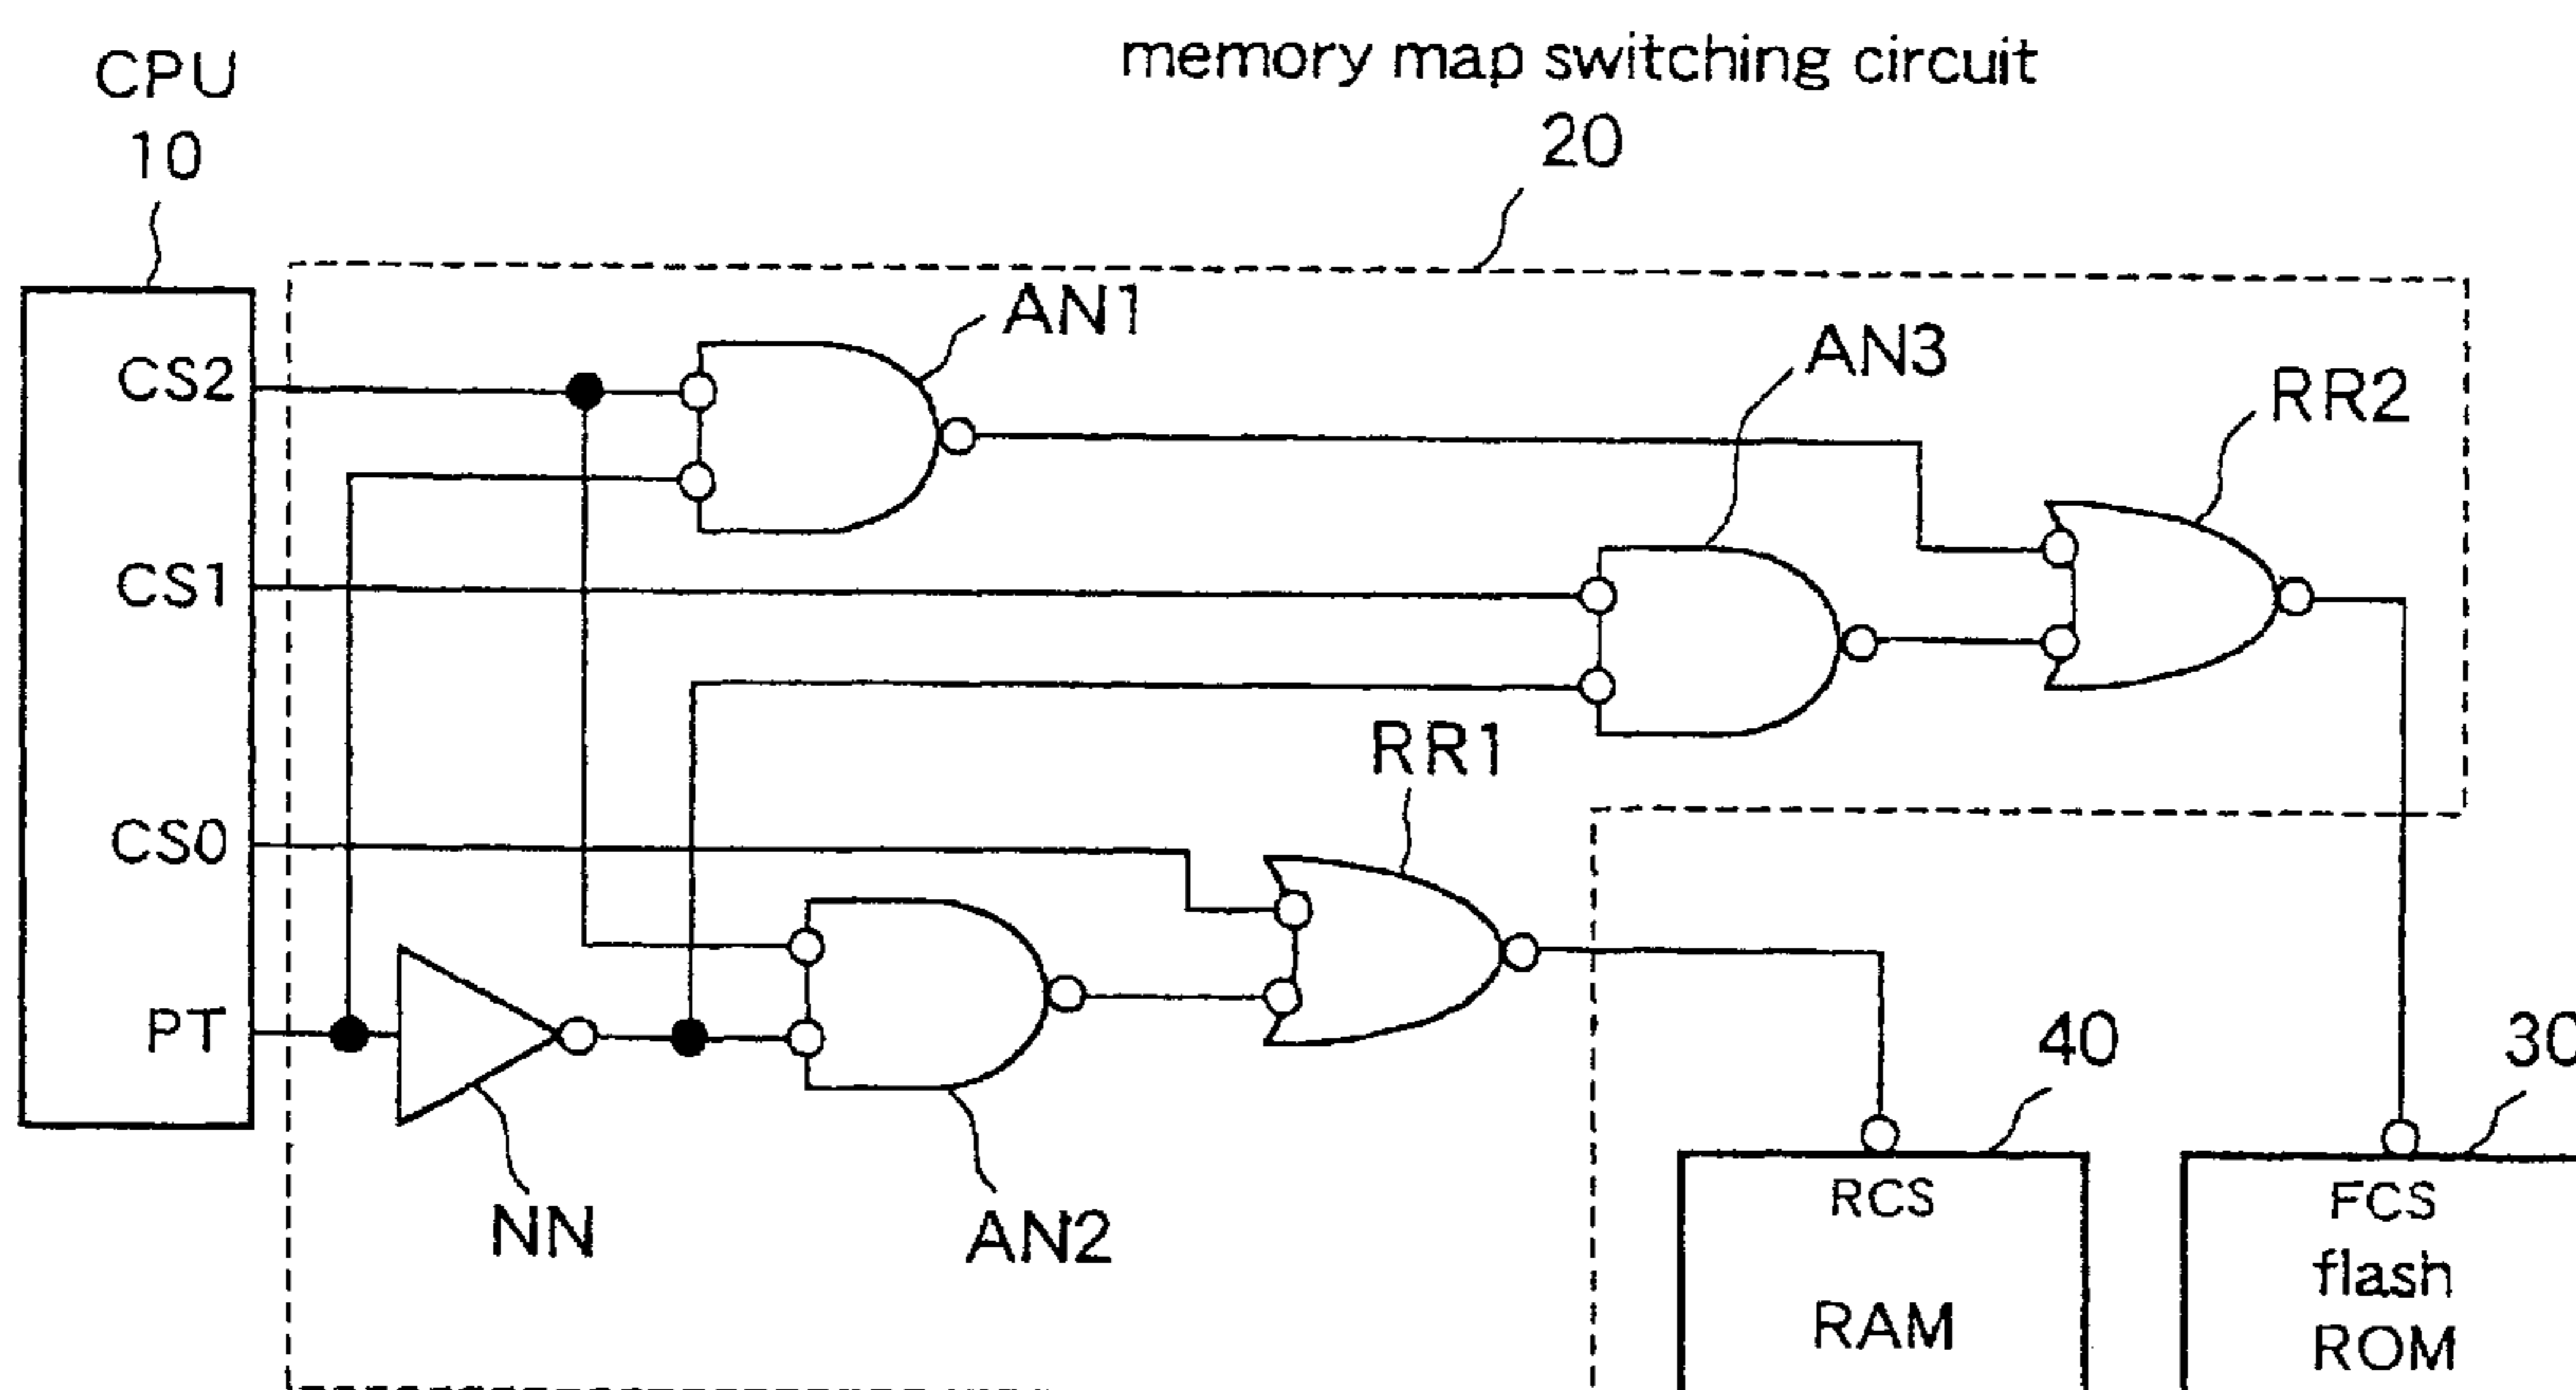 memory map switching circuit
20
CPU
10
AN1
AN3
RR2
CS2
CS1
RR1
CS0
PT
40
30
NN
AN2
RCS
RAM
FCS
flash
ROM